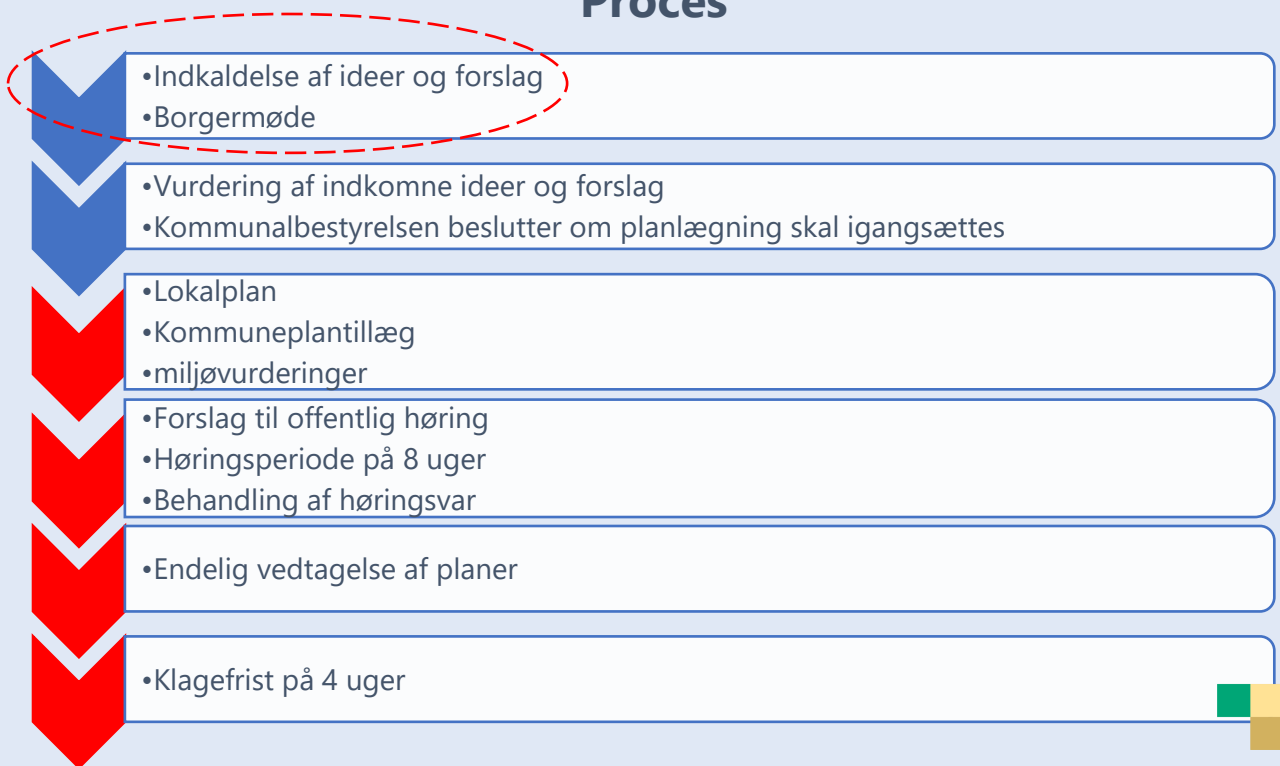 Proces
•Indkaldelse af ideer og forslag
•Borgermøde
•Vurdering af indkomne ideer og forslag
•Kommunalbestyrelsen beslutter om planlægning skal igangsættes
•Lokalplan
•Kommuneplantillæg
•miljøvurderinger
•Forslag til offentlig høring
•Høringsperiode på 8 uger
•Behandling af høringsvar
•Endelig vedtagelse af planer
•Klagefrist på 4 uger